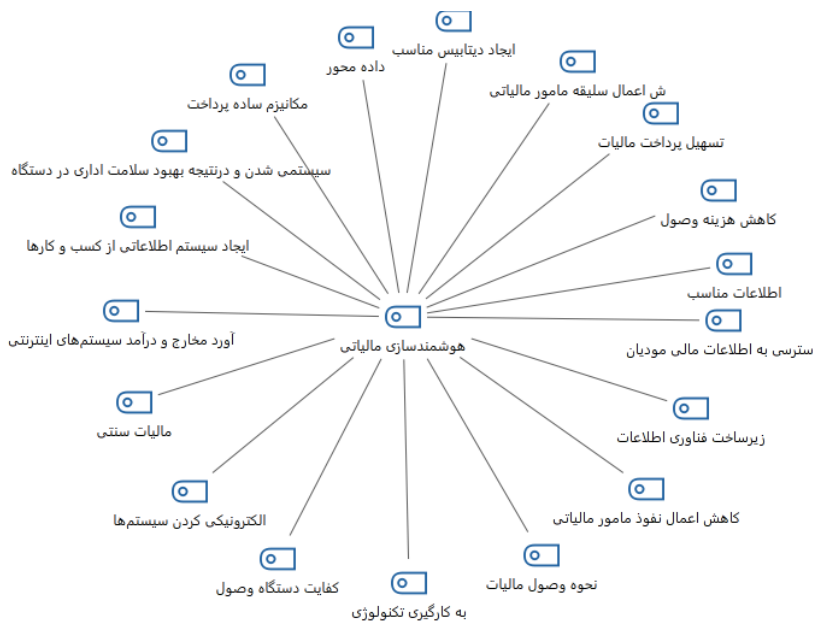 ایجاد دیتابیس مناسب
داده محور
ش اعمال سلیقه مامور مالیاتی
مکانیزم ساده پرداخت
تسهیل پرداخت مالیات
سیستمی شدن و درنتیجه بهبود سلامت اداری در دستگاه
کاهش هزینه وصول
ایجاد سیستم اطلاعاتی از کسب و کارها
اطلاعات مناسب
آورد مخارج و درآمد سیستم‌های اینترنتی
هوشمندسازی مالیاتی
سترسی به اطلاعات مالی مودیان
مالیات سنتی
زیرساخت فناوری اطلاعات
الکترونیکی کردن سیستم‌ها
کاهش اعمال نفوذ مامور مالیاتی
کفایت دستگاه وصول
نحوه وصول مالیات
به کارگیری تکنولوژی